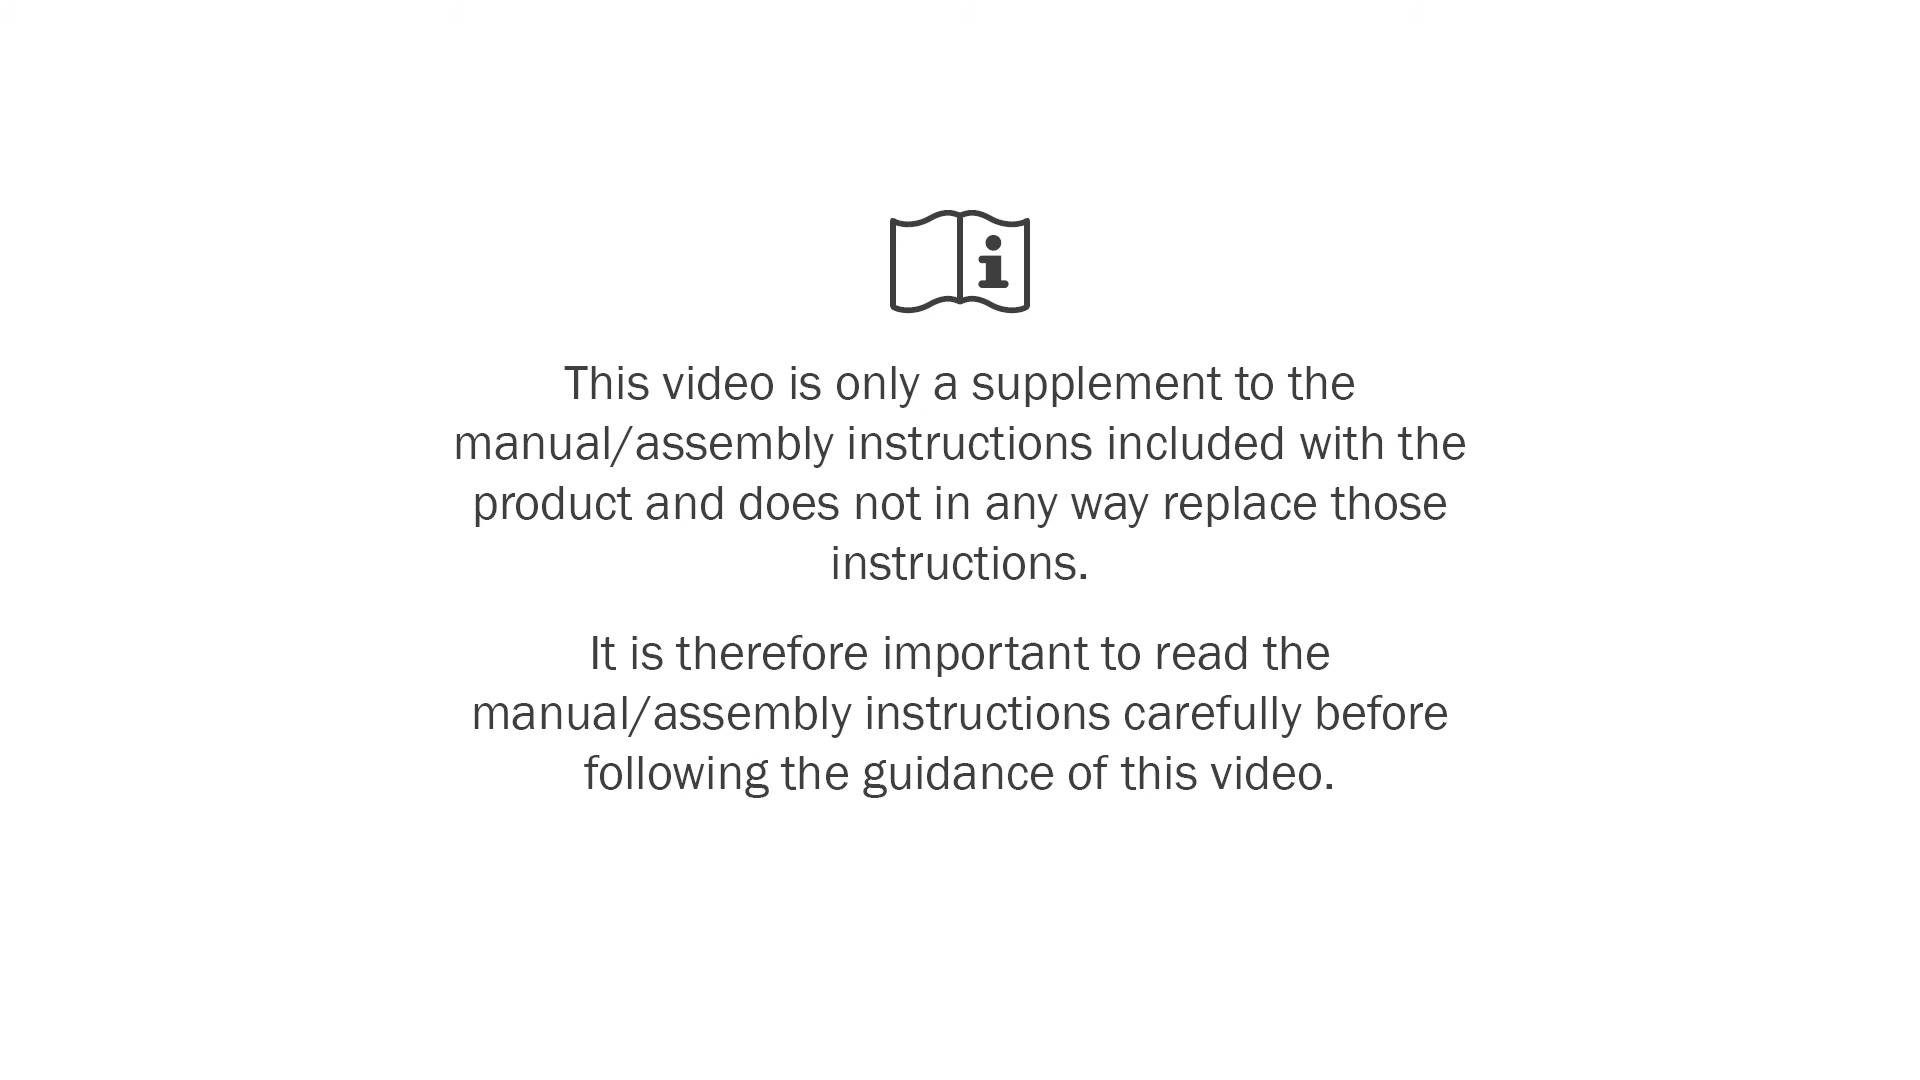 This video is only a supplement to the
manual/assembly instructions included with the
product and does not in any way replace those
instructions.
It is therefore important to read the
manual/assembly instructions carefully before
following the guidance of this video.